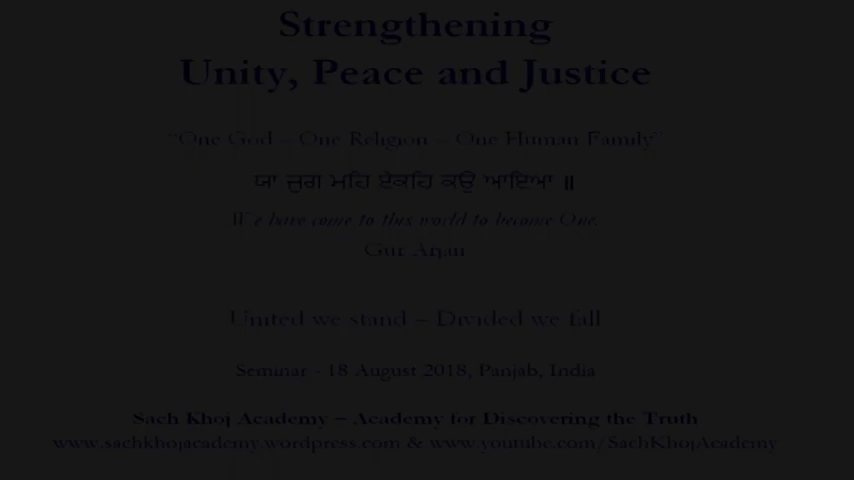 Strengthening
Unity, Peace and Justice
“One God – One Religion – One Human Family”
ਯਾ ਜੁਗ ਮਹਿ ਏਕਹਿ ਕਉ ਆਇਆ ॥
We have come to this world to become One.
Gur Arjan
United we stand – Divided we fall
Seminar - 18 August 2018, Panjab, India
Sach Khoj Academy – Academy for Discovering the Truth
www.sachkhojacademy.wordpress.com & www.youtube.com/SachKhojAcademy